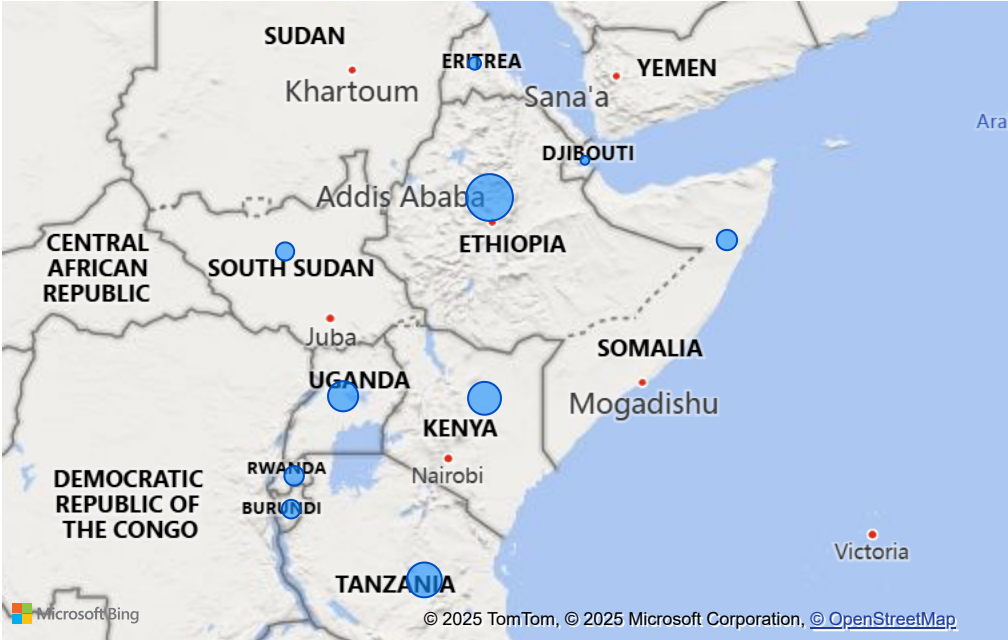 SUDAN
Khartoum
ERITREA
YEMEN
Sana'a
Ara
DJIBOUTI
Addis Ababa
ETHIOPIA
CENTRAL
AFRICAN
REPUBLIC
SOUTH SUDAN
Juba
SOMALIA
Mogadishu
UGANDA
KENYA
Nairobi
RWANDA
BURUNDI
DEMOCRATIC
REPUBLIC OF
THE CONGO
Victoria
TANZANIA
Microsoft Bing
© 2025 TomTom, © 2025 Microsoft Corporation, © OpenStreetMap